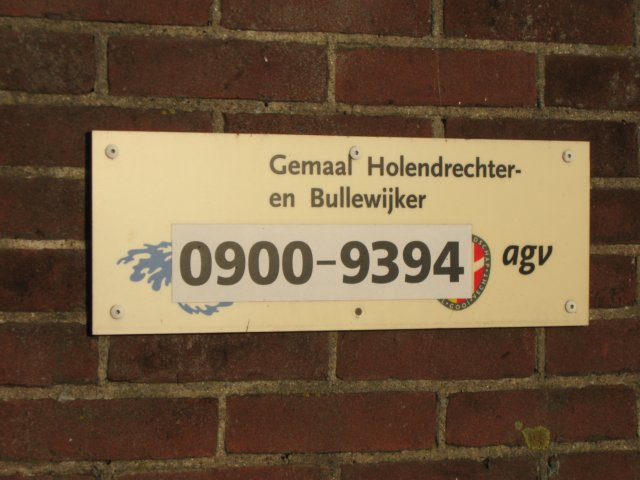 Gemaal Holendrechter-
en Bullewijker
0900-9394
agv